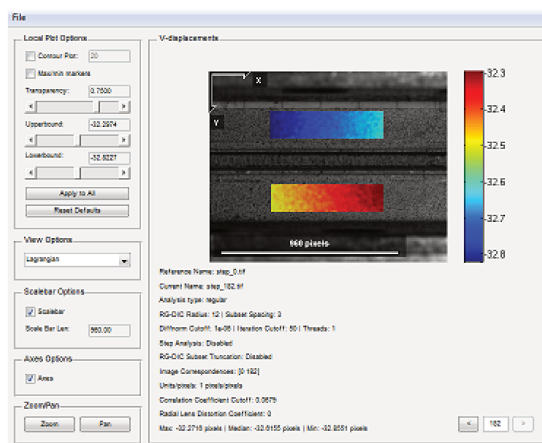 File
Local Plot Options
Contour Plot: 20
Max/min markers
Transparency: 0.7500
Upperbound: -32.2974
Lowerbound: -32.8227
Apply to All
Reset Defaults
View Options
Lagrangian
Scalebar Options
Scalebar
Scale Bar Len: 960.00
Axes Options
Axes
Zoom/Pan
Zoom Pan
V-displacements
X
Y
960 pixels
-32.3
-32.4
-32.5
-32.6
-32.7
-32.8
Reference Name: step_0.tif
Current Name: step_182.tif
Analysis type: regular
RG-DIC Radius: 12 | Subset Spacing: 3
Diffnorm Cutoff: 1e-06 | Iteration Cutoff: 50 | Threads: 1
Step Analysis: Disabled
RG-DIC Subset Truncation: Disabled
Image Correspondences: [0 182]
Units/pixels: 1 pixels/pixels
Correlation Coefficient Cutoff: 0.0679
Radial Lens Distortion Coefficient: 0
Max: -32.2716 pixels | Median: -32.6155 pixels | Min: -32.8551 pixels
< 182 >